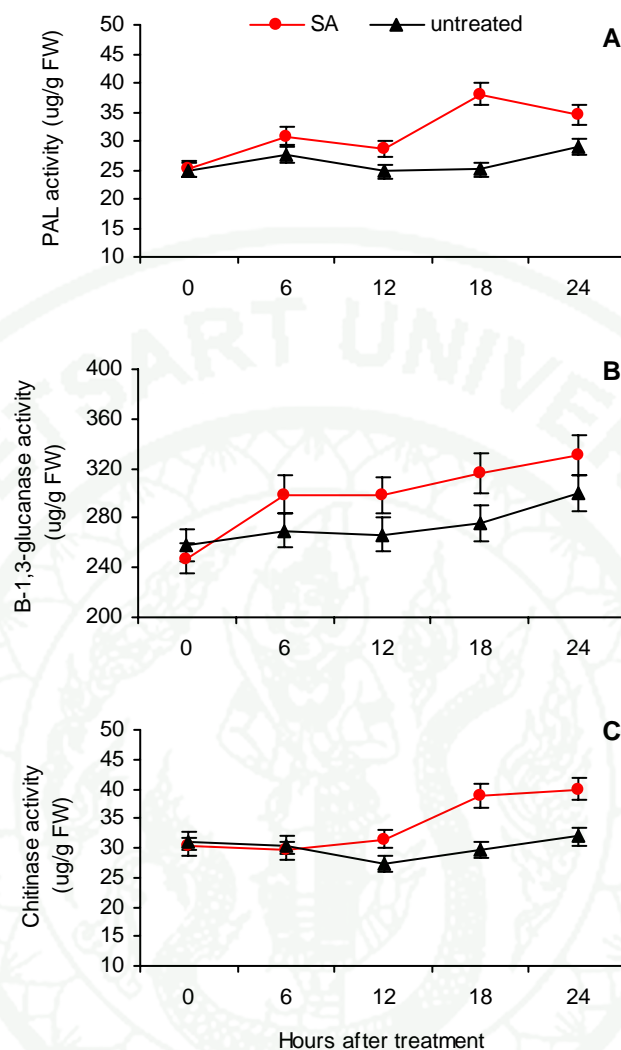 SA untreated
A
PAL activity (ug/g FW)
50
45
40
35
30
25
20
15
10
0 6 12 18 24
B
B-1,3-glucanase activity
(ug/g FW)
400
360
320
280
240
200
0 6 12 18 24
C
Chitinase activity
(ug/g FW)
50
45
40
35
30
25
20
15
10
0 6 12 18 24
Hours after treatment